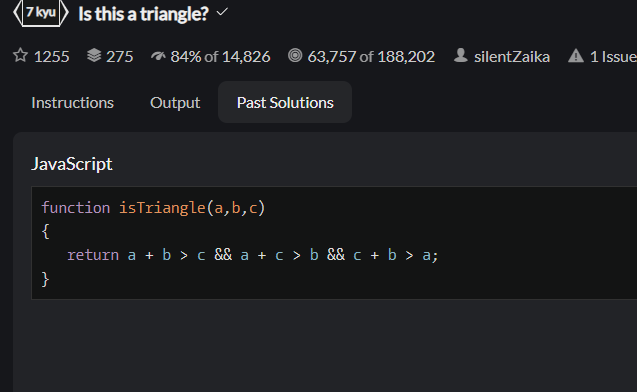 7 kyu Is this a triangle?
1255 275 84% of 14,826 63,757 of 188,202 silentZaika 1 Issue
Instructions Output Past Solutions
JavaScript
function isTriangle(a,b,c)
{
   return a + b > c && a + c > b && c + b > a;
}